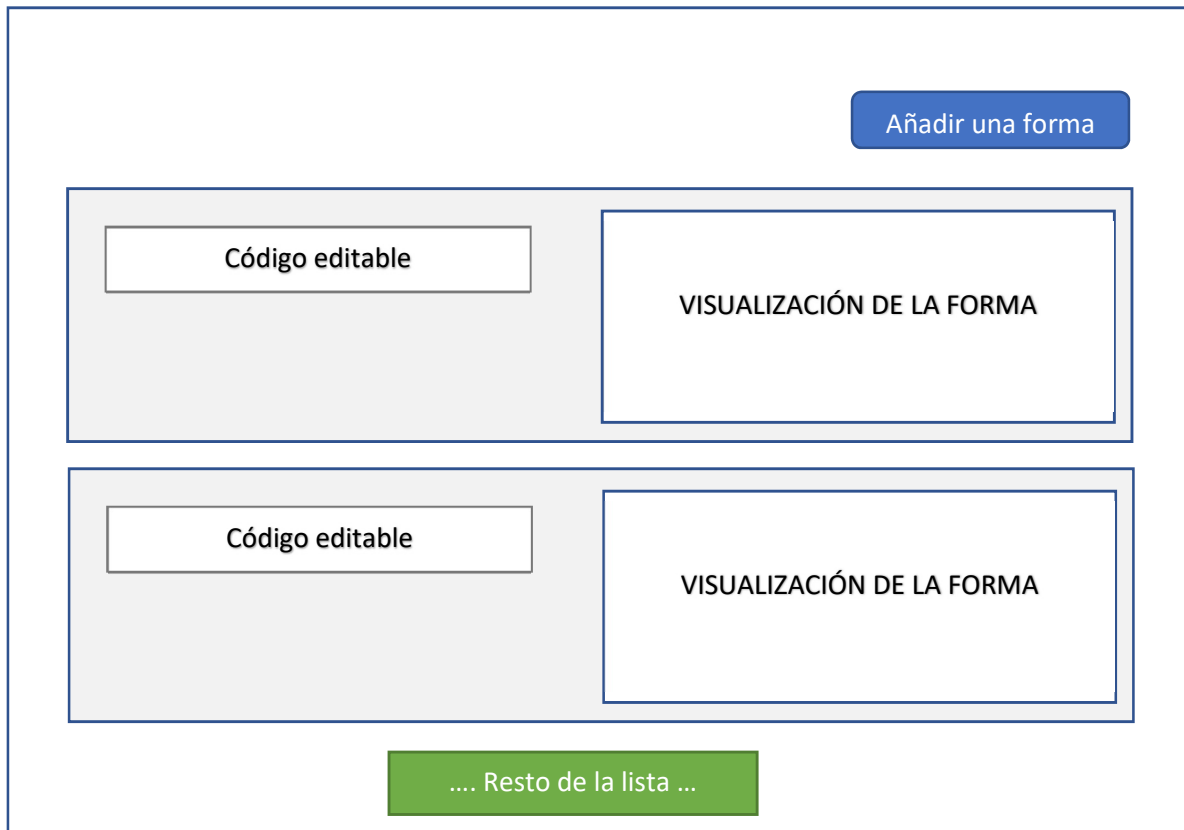 Añadir una forma
Código editable
VISUALIZACIÓN DE LA FORMA
Código editable
VISUALIZACIÓN DE LA FORMA
.... Resto de la lista ...